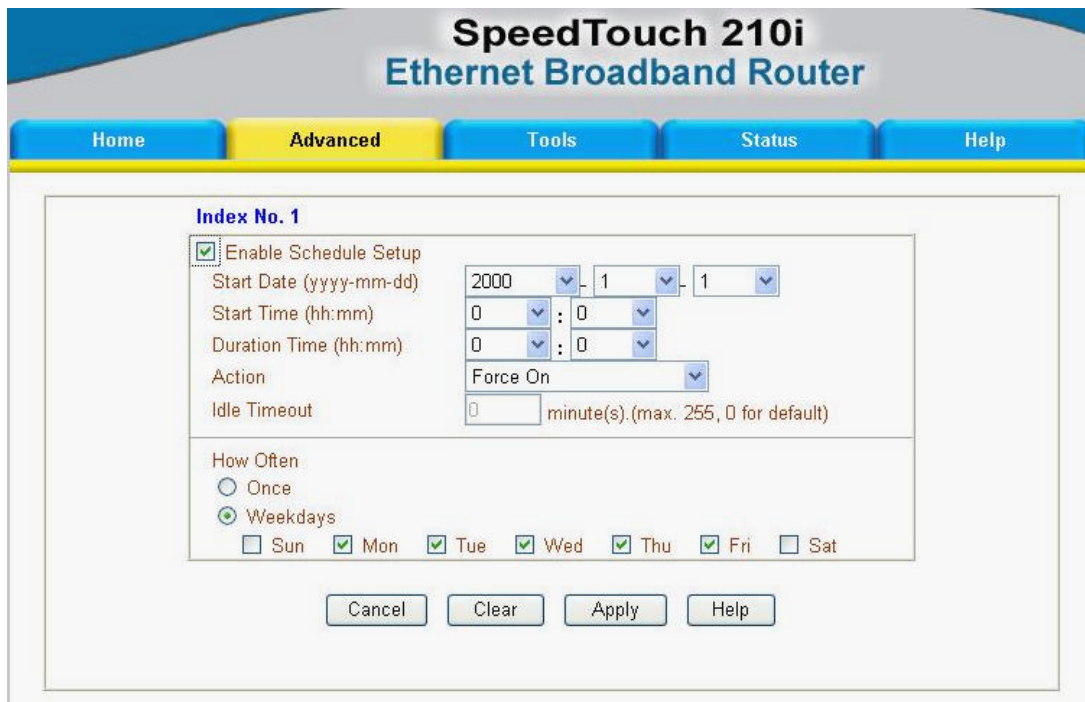 SpeedTouch 210i
Ethernet Broadband Router
Home Advanced Tools Status Help
Index No. 1
Enable Schedule Setup
Start Date (yyyy-mm-dd) 2000 - 1 - 1
Start Time (hh:mm) 0 : 0
Duration Time (hh:mm) 0 : 0
Action Force On
Idle Timeout 0 minute(s).(max. 255, 0 for default)
How Often
Once
Weekdays
Sun Mon Tue Wed Thu Fri Sat
Cancel Clear Apply Help